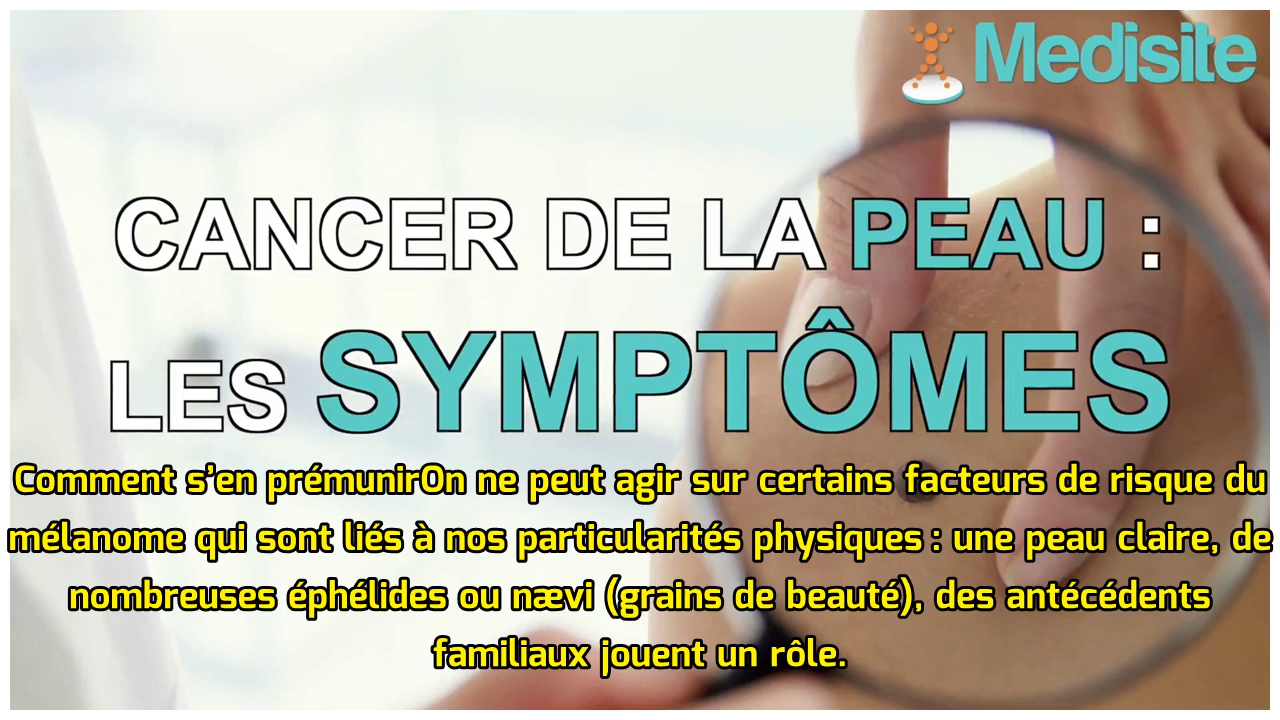 Medisite
CANCER DE LA PEAU :
LES SYMPTÔMES
Comment s’en prémunirOn ne peut agir sur certains facteurs de risque du
mélanome qui sont liés à nos particularités physiques : une peau claire, de
nombreuses éphélides ou nævi (grains de beauté), des antécédents
familiaux jouent un rôle.